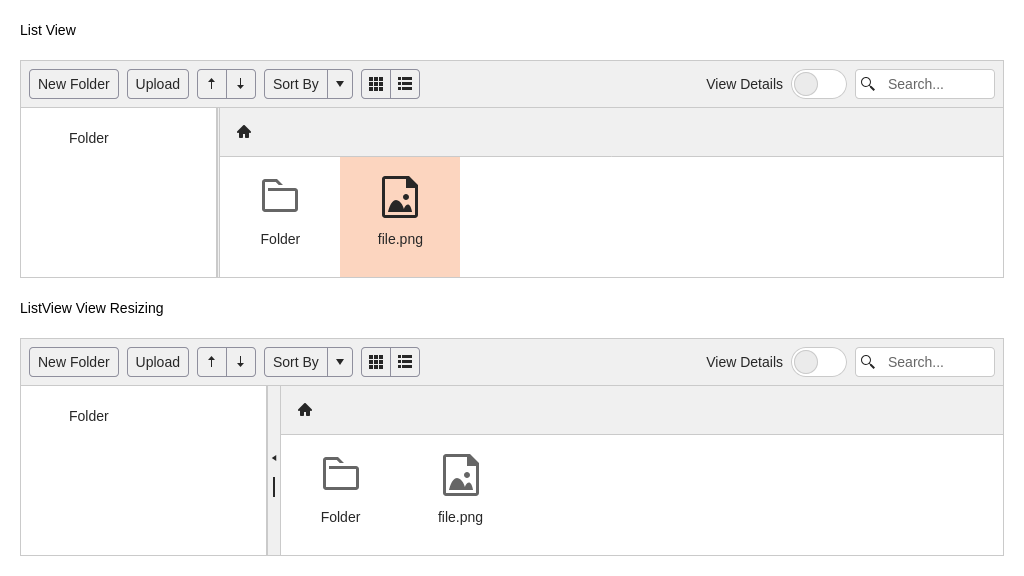 List View
New Folder Upload Sort By View Details Search...
Folder
Folder file.png
ListView View Resizing
New Folder Upload Sort By View Details Search...
Folder
Folder file.png